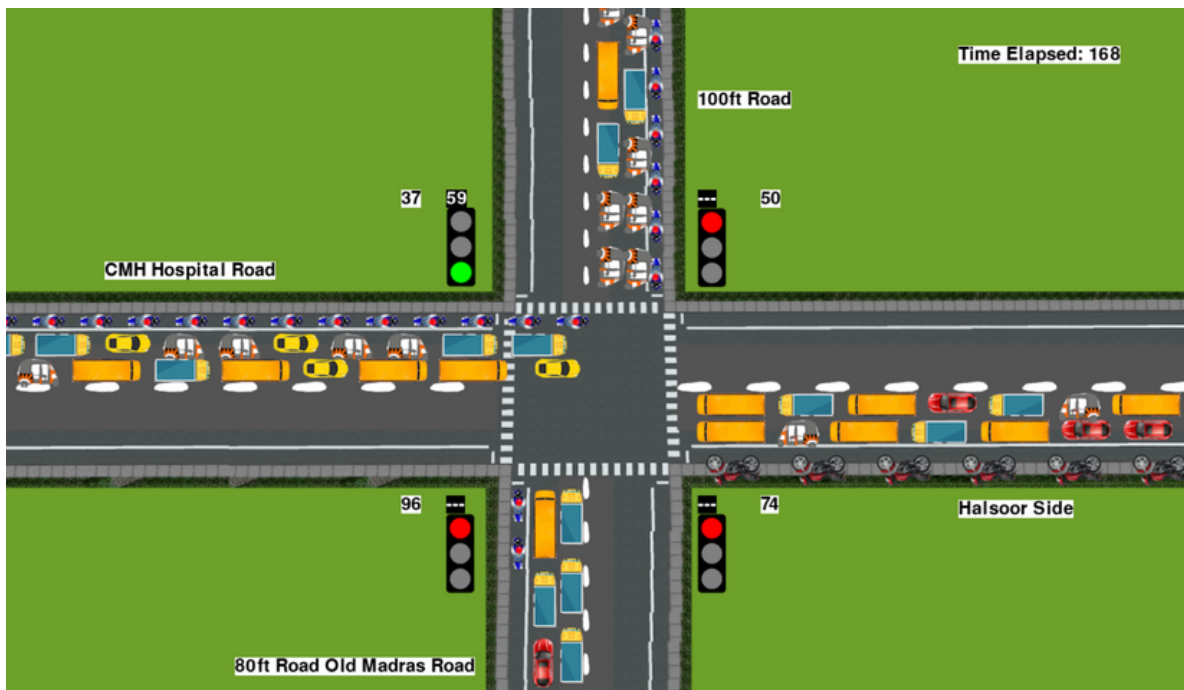 Time Elapsed: 168
100ft Road
37 59 --- 50
CMH Hospital Road
96 --- --- 74
Halsoor Side
80ft Road Old Madras Road